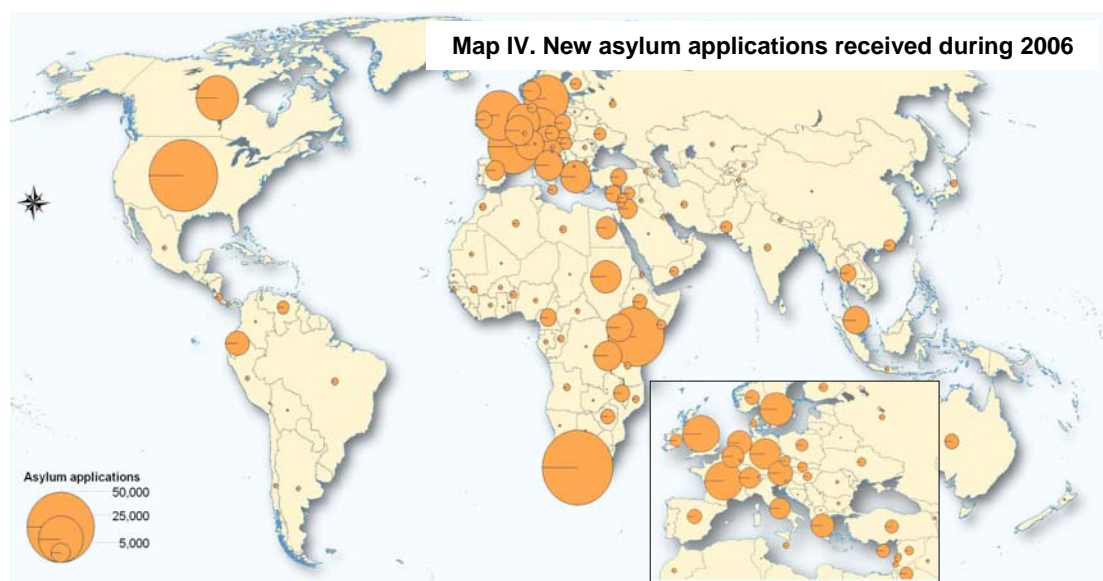 Map IV. New asylum applications received during 2006
Asylum applications
50,000
25,000
5,000